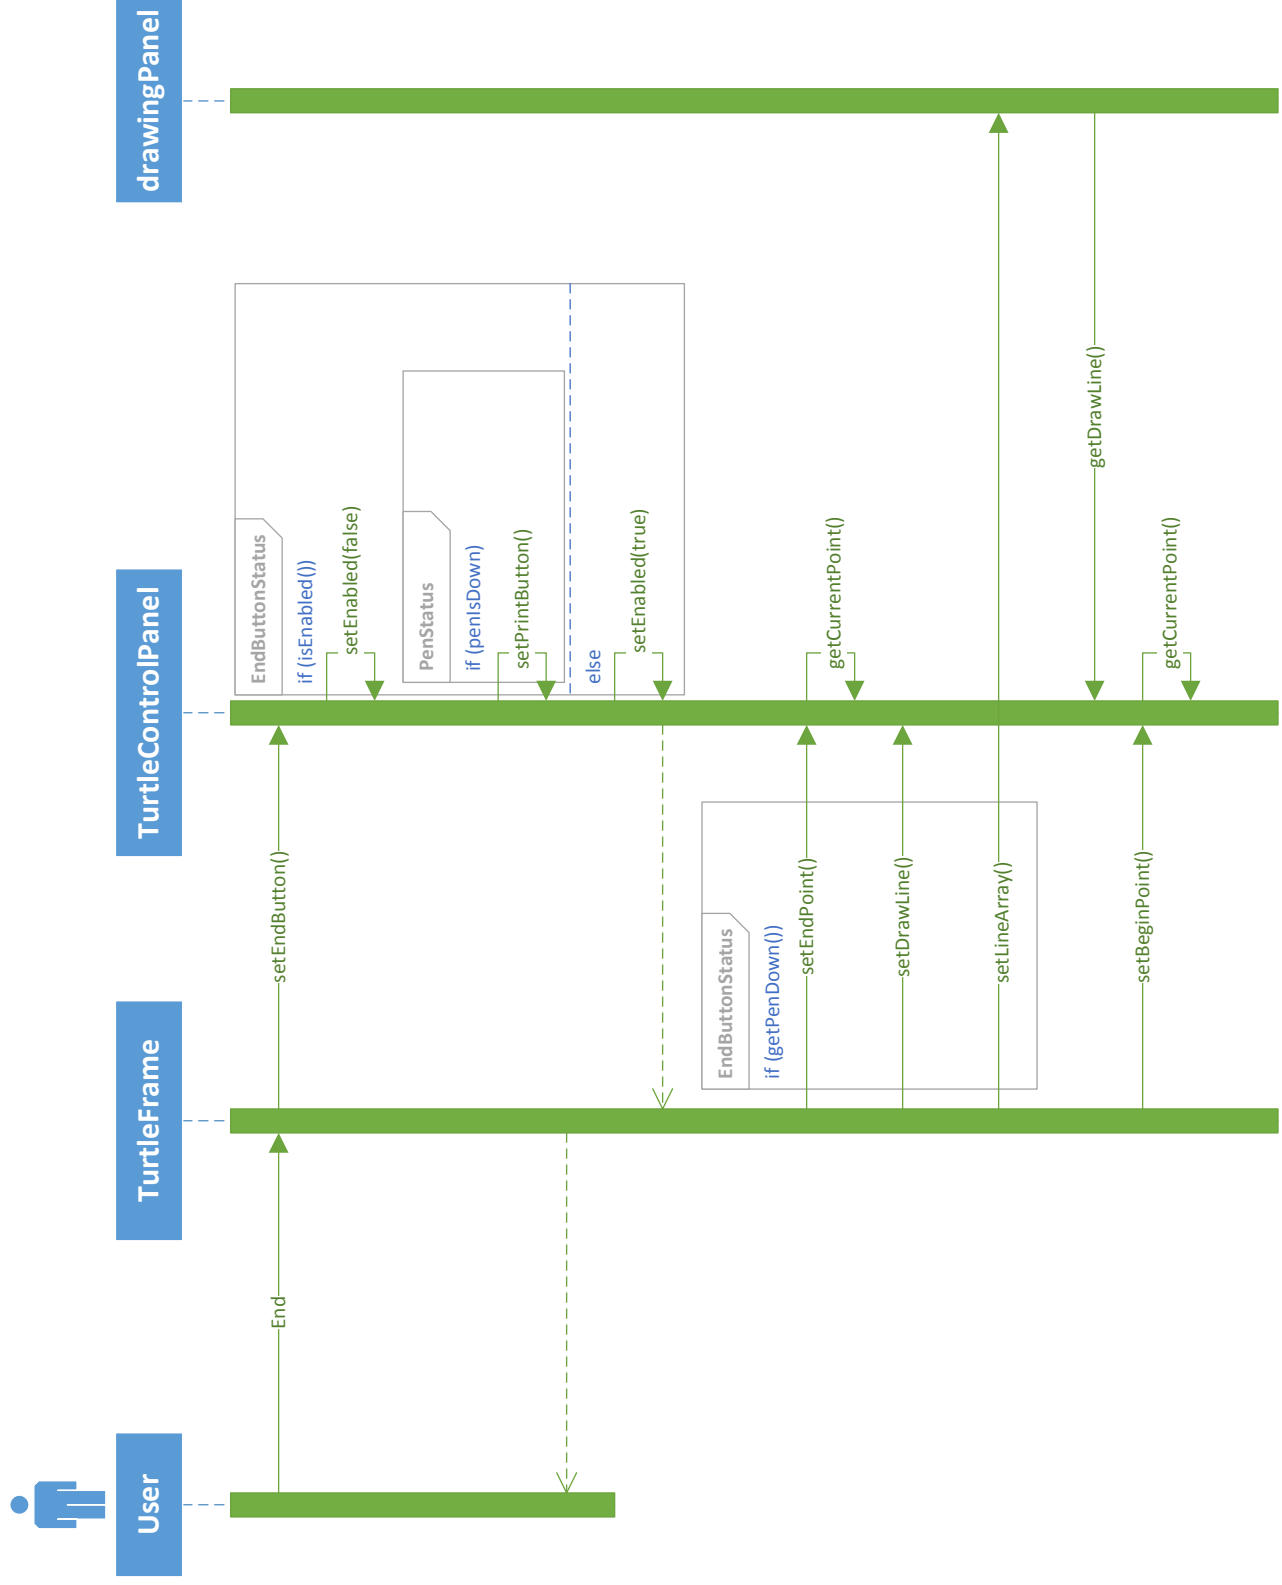 User
TurtleFrame
TurtleControlPanel
drawingPanel
End
setEndButton()
EndButtonStatus
if (isEnabled())
setEnabled(false)
PenStatus
if (penIsDown)
setPrintButton()
else
setEnabled(true)
EndButtonStatus
if (getPenDown())
setEndPoint()
getCurrentPoint()
setDrawLine()
setLineArray()
getDrawLine()
setBeginPoint()
getCurrentPoint()